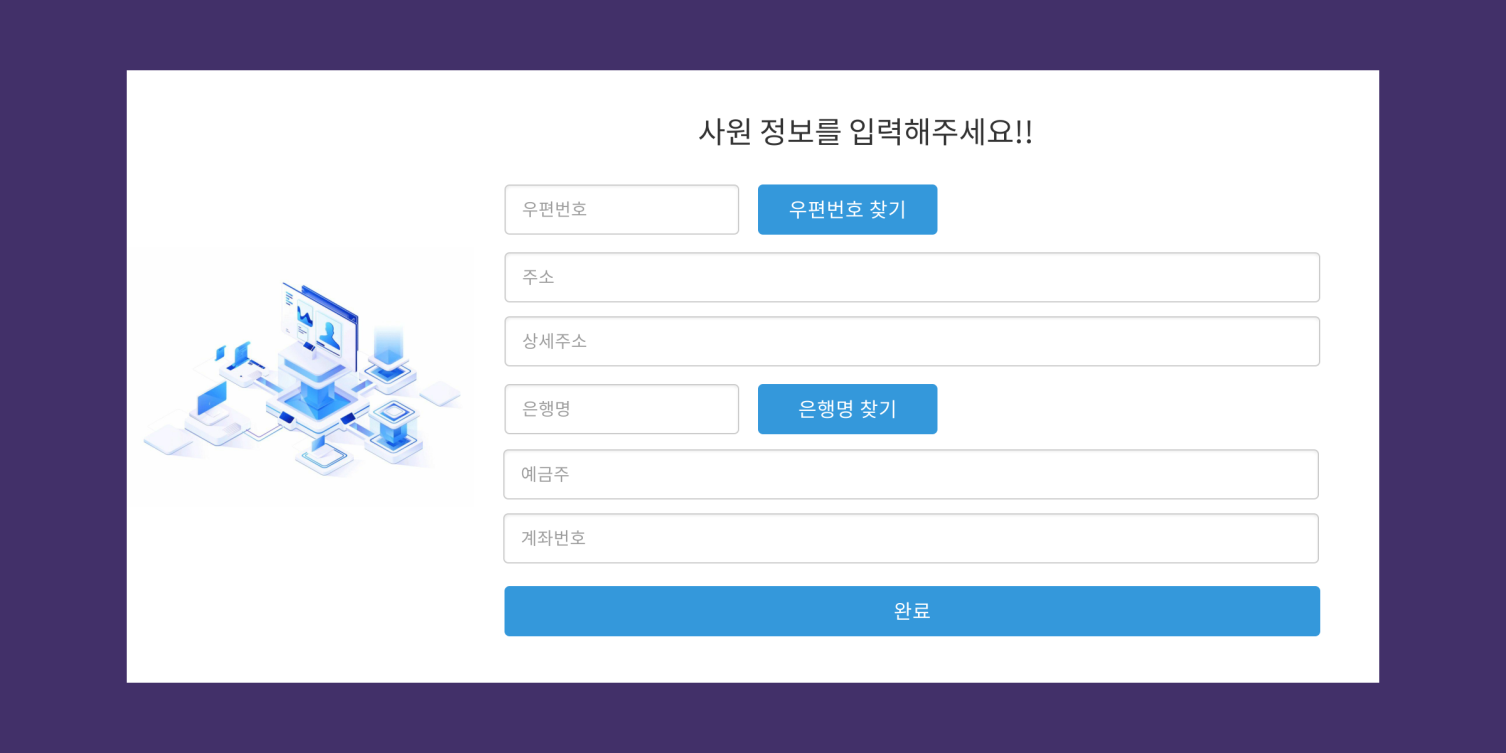 사원 정보를 입력해주세요!!
우편번호
우편번호 찾기
주소
상세주소
은행명
은행명 찾기
예금주
계좌번호
완료